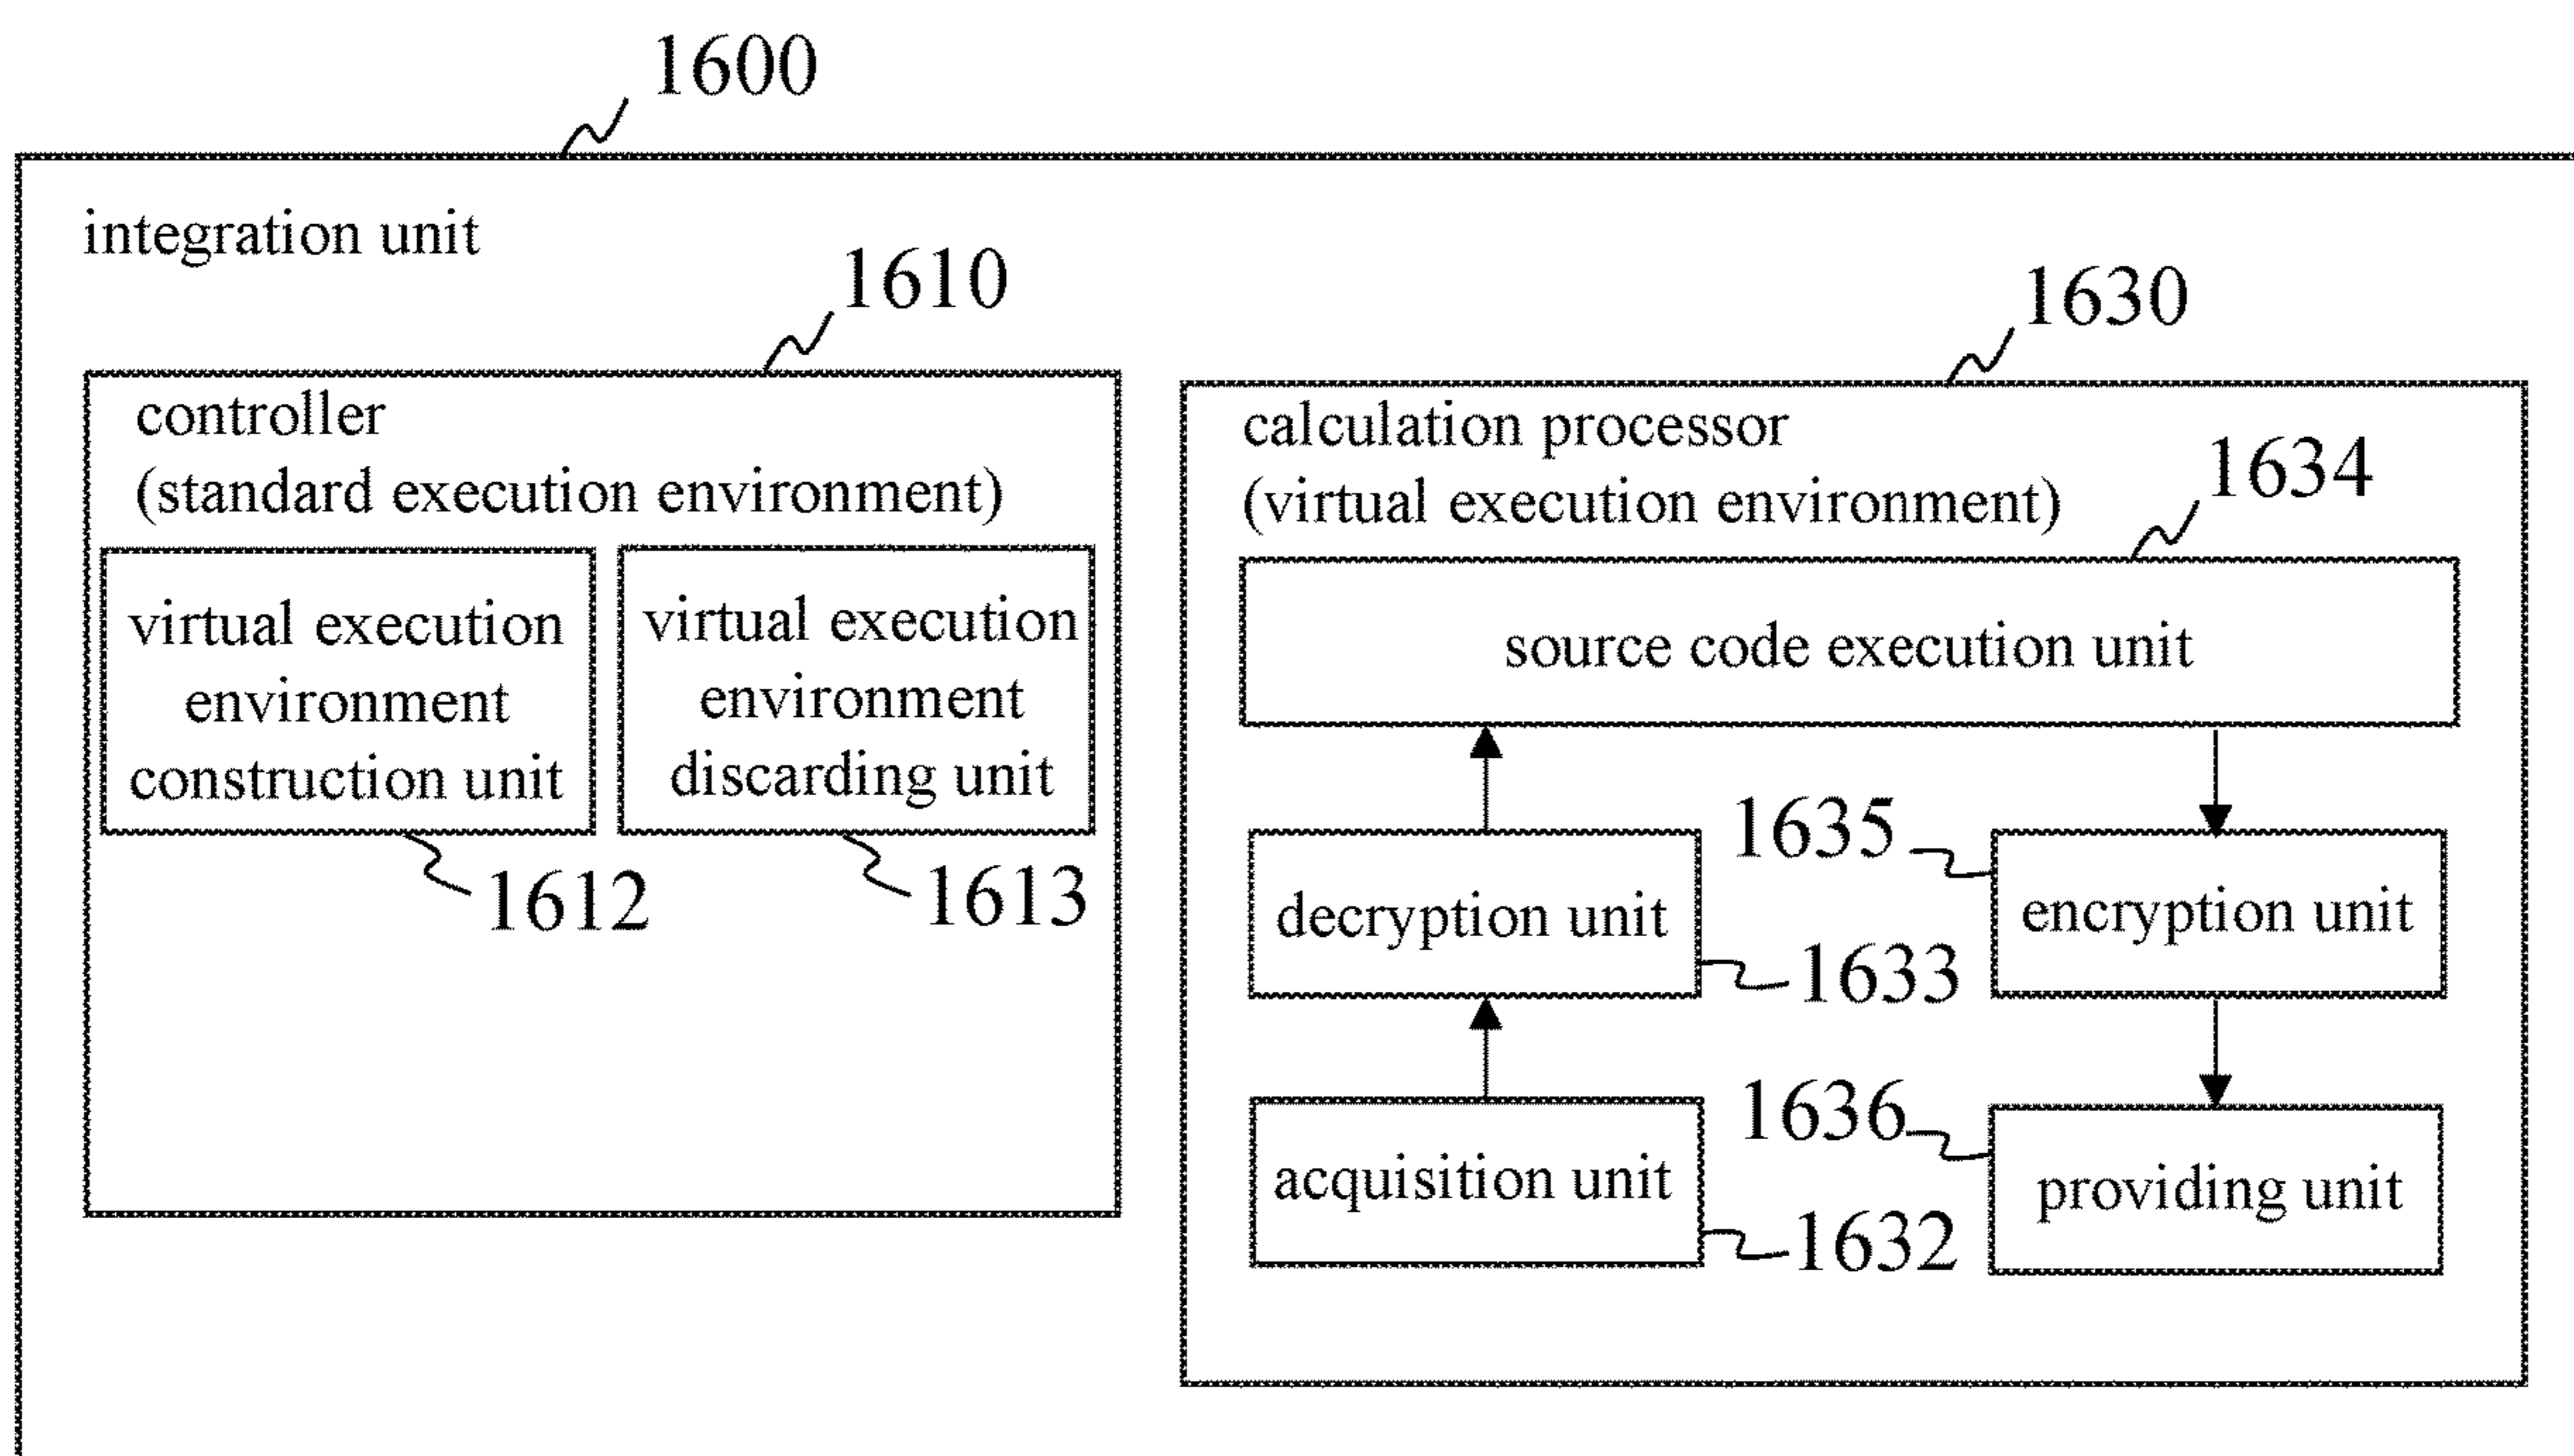 1600
integration unit
1610
controller
(standard execution environment)
virtual execution
environment
construction unit
1612
virtual execution
environment
discarding unit
1613
1630
calculation processor
(virtual execution environment)
1634
source code execution unit
decryption unit
1633
1635
encryption unit
acquisition unit
1632
1636
providing unit